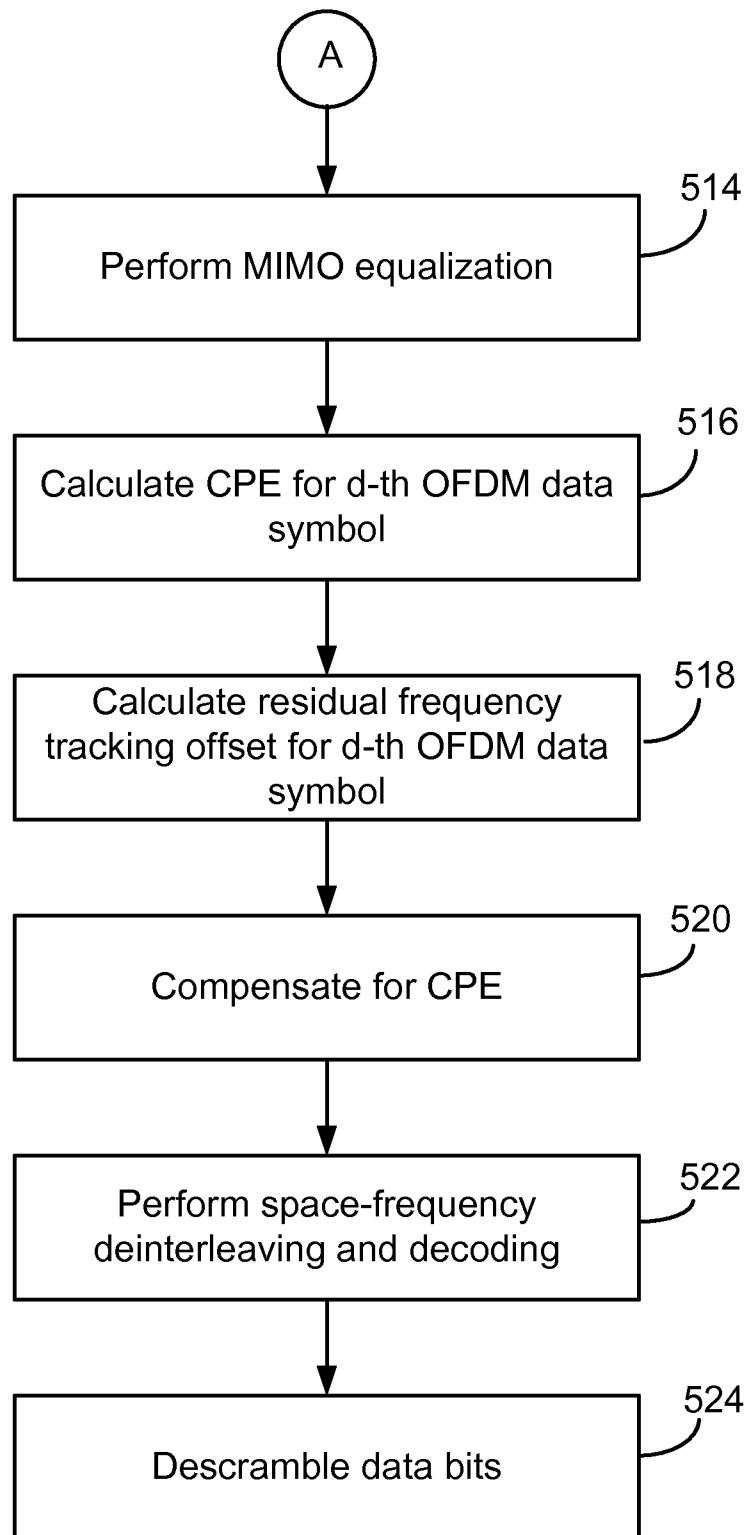 A
514
Perform MIMO equalization
516
Calculate CPE for d-th OFDM data
symbol
518
Calculate residual frequency
tracking offset for d-th OFDM data
symbol
520
Compensate for CPE
522
Perform space-frequency
deinterleaving and decoding
524
Descramble data bits